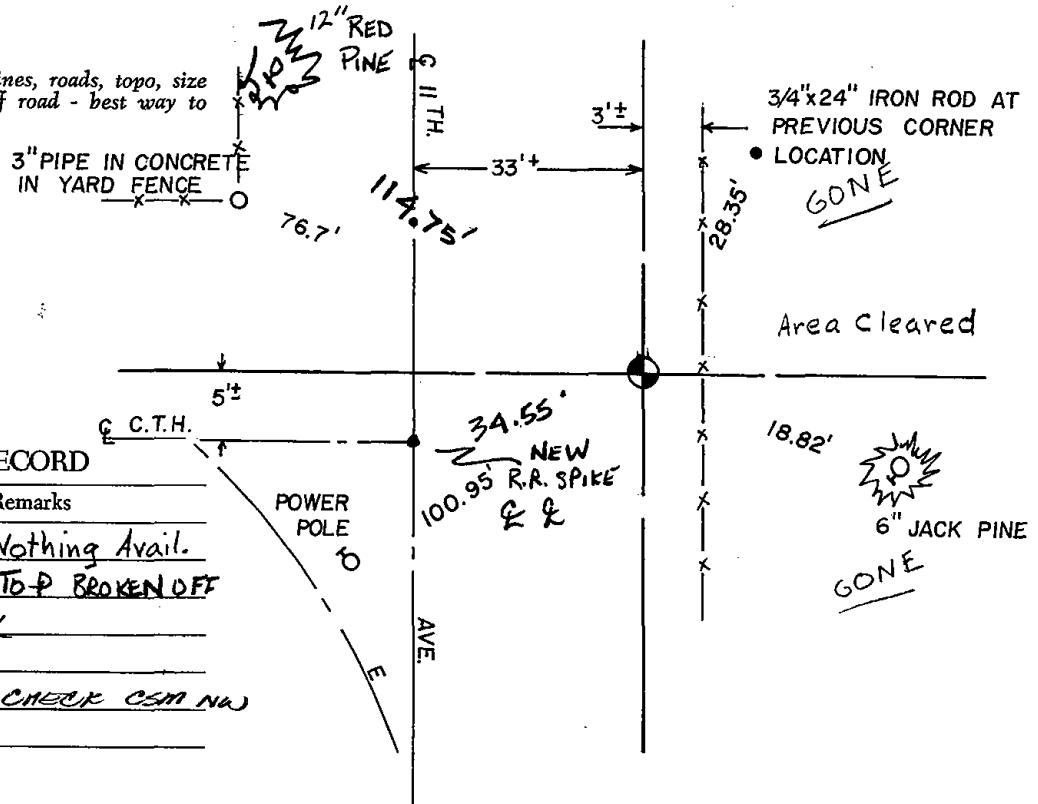 12" RED
PINE
ines, roads, topo, size
ff road - best way to
3" PIPE IN CONCRETE
IN YARD FENCE
℄ 11 TH.
3'±
3/4"x24" IRON ROD AT
PREVIOUS CORNER
LOCATION
GONE
33'±
76.7'
114.75'
28.35'
Area Cleared
5'±
℄ C.T.H.
34.55'
NEW
R.R. SPIKE
℄ ℄
100.95'
18.82'
6" JACK PINE
GONE
POWER
POLE
ECORD
Remarks
Nothing Avail.
TOP BROKEN OFF
CHECK CSM NW
E
AVE.